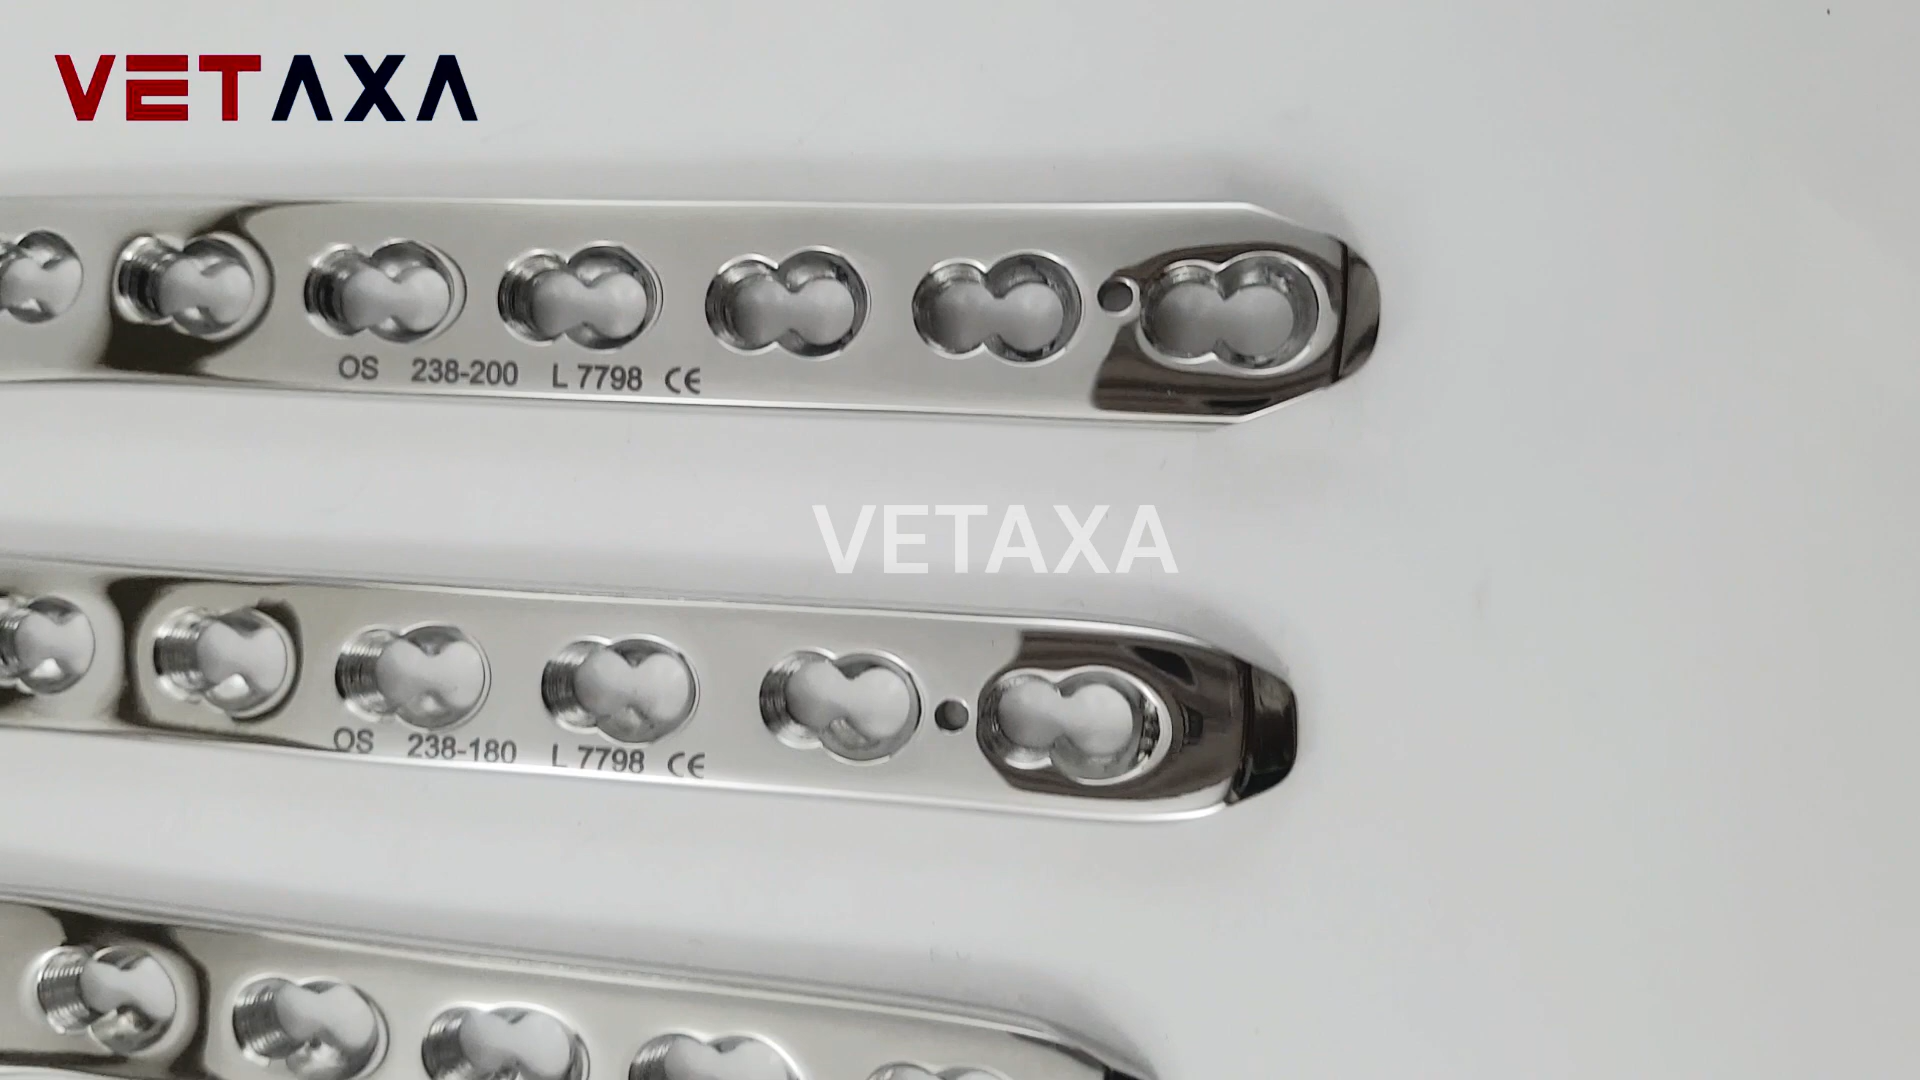 VETAXA
OS 238-200 L 7798 CE
VETAXA
OS 238-180 L 7798 CE